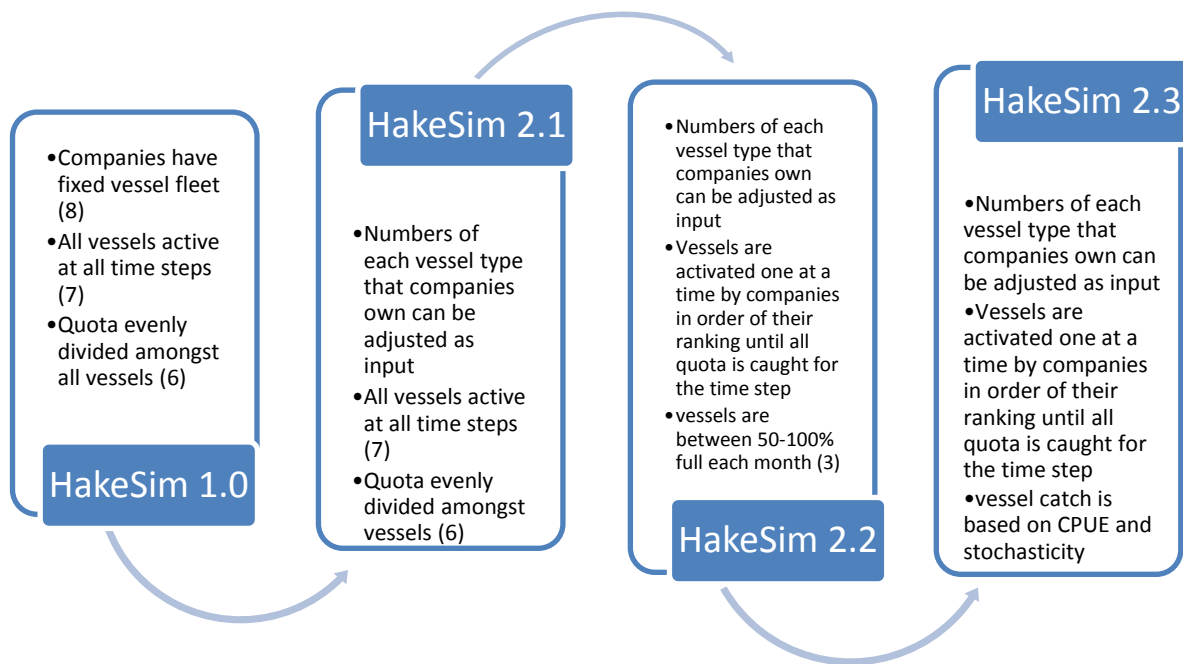 •Companies have
fixed vessel fleet
(8)
•All vessels active
at all time steps
(7)
•Quota evenly
divided amongst
all vessels (6)
HakeSim 1.0
HakeSim 2.1
•Numbers of
each vessel type
that companies
own can be
adjusted as
input
•All vessels active
at all time steps
(7)
•Quota evenly
divided amongst
vessels (6)
•Numbers of each
vessel type that
companies own
can be adjusted as
input
•Vessels are
activated one at a
time by companies
in order of their
ranking until all
quota is caught for
the time step
•vessels are
between 50-100%
full each month (3)
HakeSim 2.2
HakeSim 2.3
•Numbers of each
vessel type that
companies own can
be adjusted as input
•Vessels are
activated one at a
time by companies
in order of their
ranking until all
quota is caught for
the time step
•vessel catch is
based on CPUE and
stochasticity